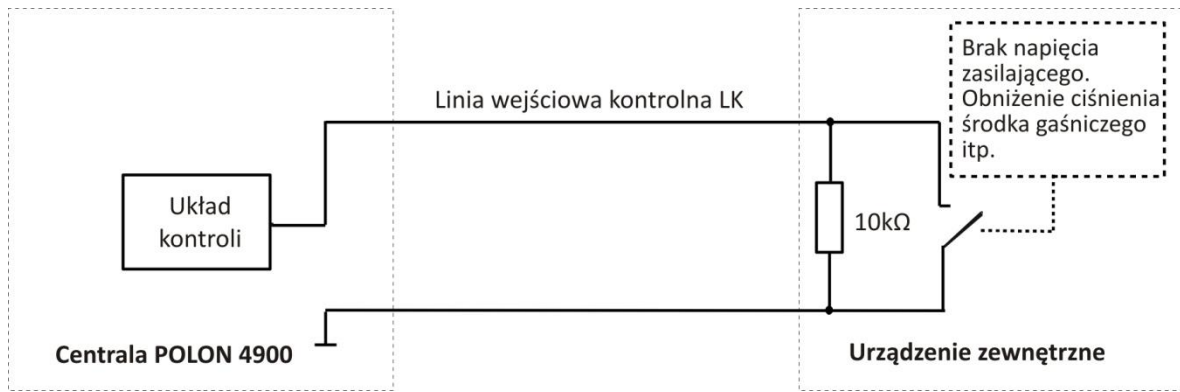 Brak napięcia
zasilającego.
Obniżenie ciśnienia
środka gaśniczego
itp.
Linia wejściowa kontrolna LK
Układ
kontroli
10kΩ
Centrala POLON 4900
Urządzenie zewnętrzne